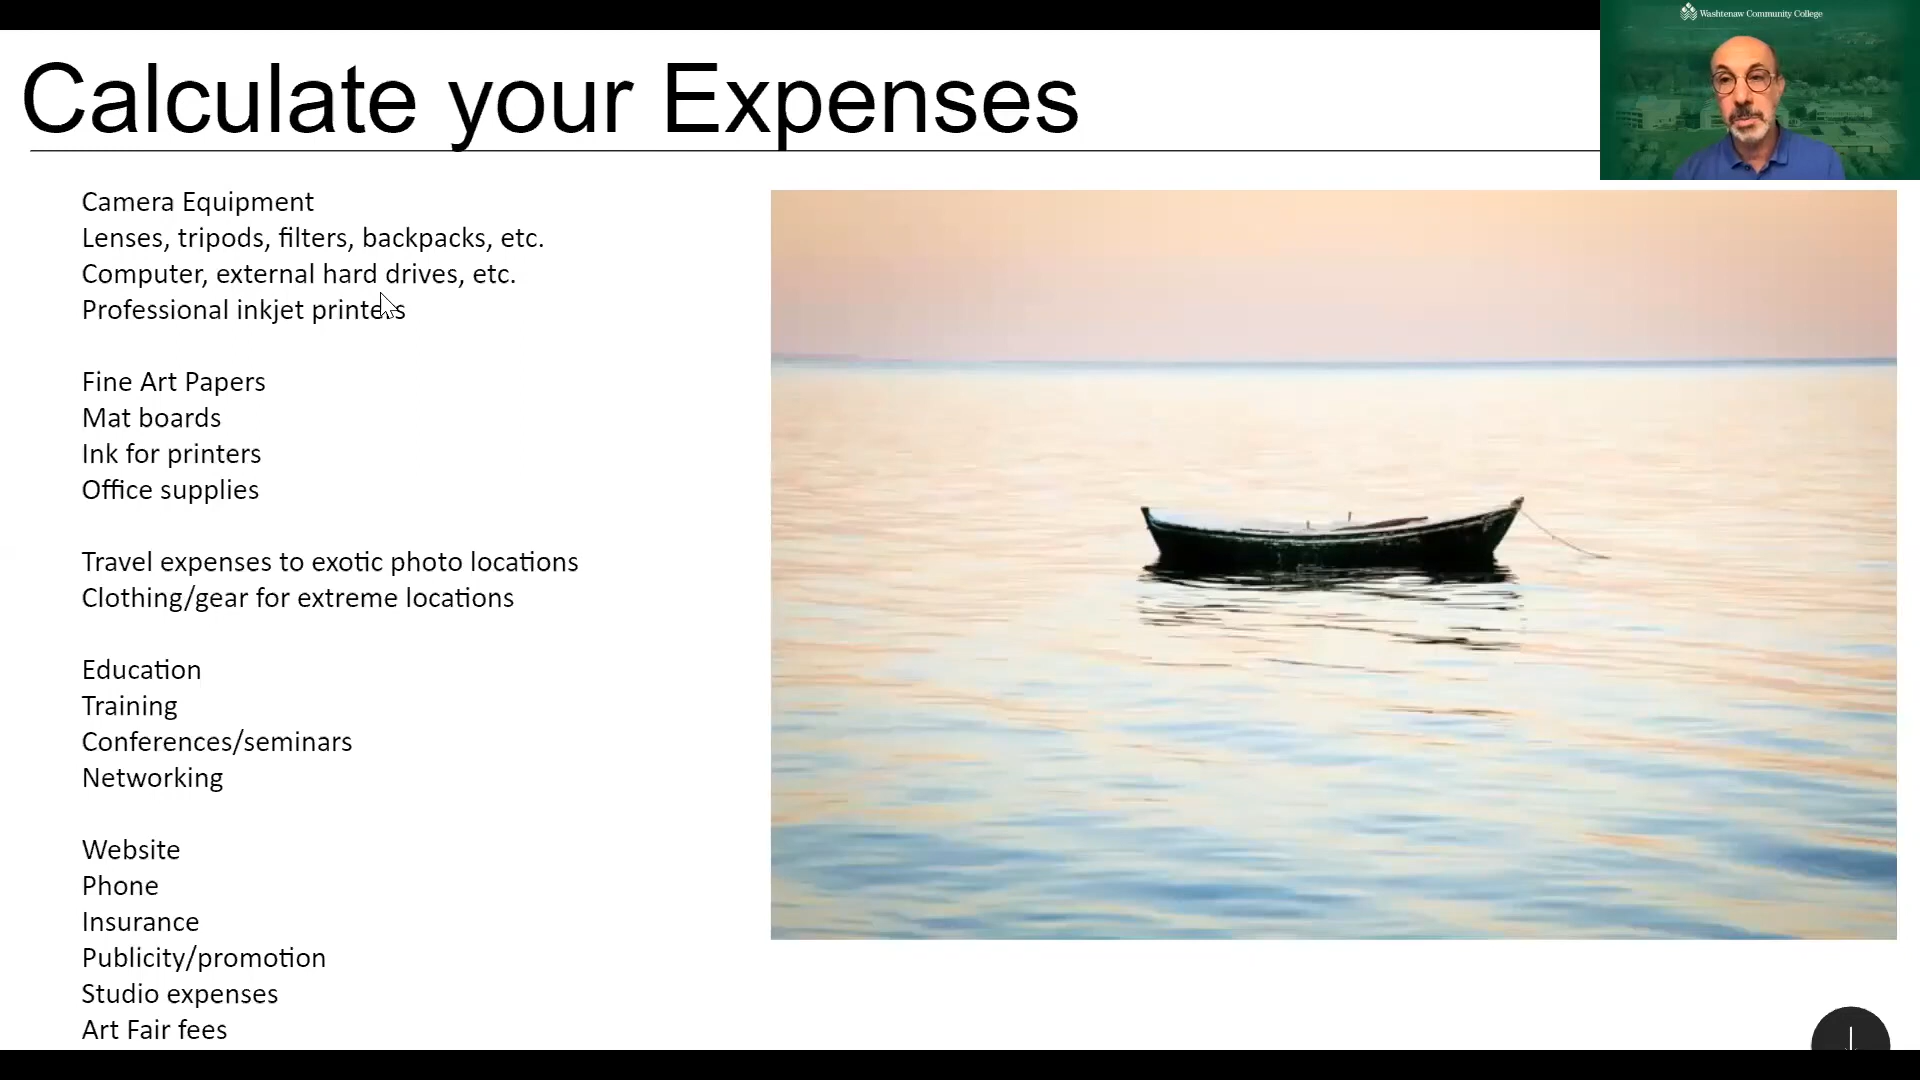 Washtenaw Community College
Calculate your Expenses
Camera Equipment
Lenses, tripods, filters, backpacks, etc.
Computer, external hard drives, etc.
Professional inkjet printers
Fine Art Papers
Mat boards
Ink for printers
Office supplies
Travel expenses to exotic photo locations
Clothing/gear for extreme locations
Education
Training
Conferences/seminars
Networking
Website
Phone
Insurance
Publicity/promotion
Studio expenses
Art Fair fees